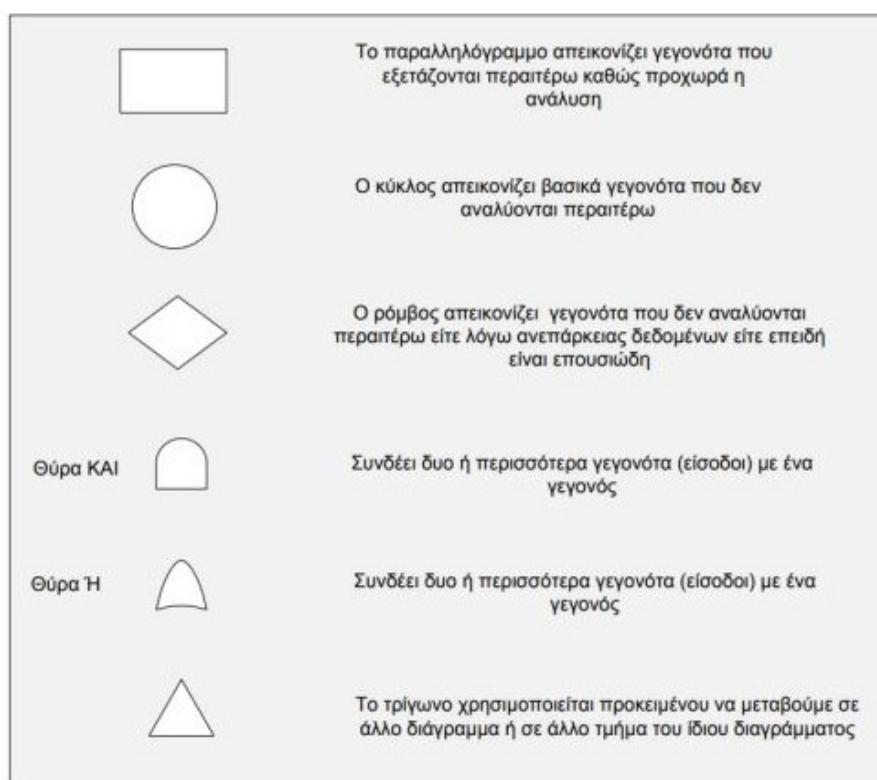 Το παραλληλόγραμμο απεικονίζει γεγονότα που
εξετάζονται περαιτέρω καθώς προχωρά η
ανάλυση
Ο κύκλος απεικονίζει βασικά γεγονότα που δεν
αναλύονται περαιτέρω
Ο ρόμβος απεικονίζει γεγονότα που δεν αναλύονται
περαιτέρω είτε λόγω ανεπάρκειας δεδομένων είτε επειδή
είναι επουσιώδη
Θύρα ΚΑΙ
Συνδέει δυο ή περισσότερα γεγονότα (είσοδοι) με ένα
γεγονός
Θύρα Ή
Συνδέει δυο ή περισσότερα γεγονότα (είσοδοι) με ένα
γεγονός
Το τρίγωνο χρησιμοποιείται προκειμένου να μεταβούμε σε
άλλο διάγραμμα ή σε άλλο τμήμα του ίδιου διαγράμματος